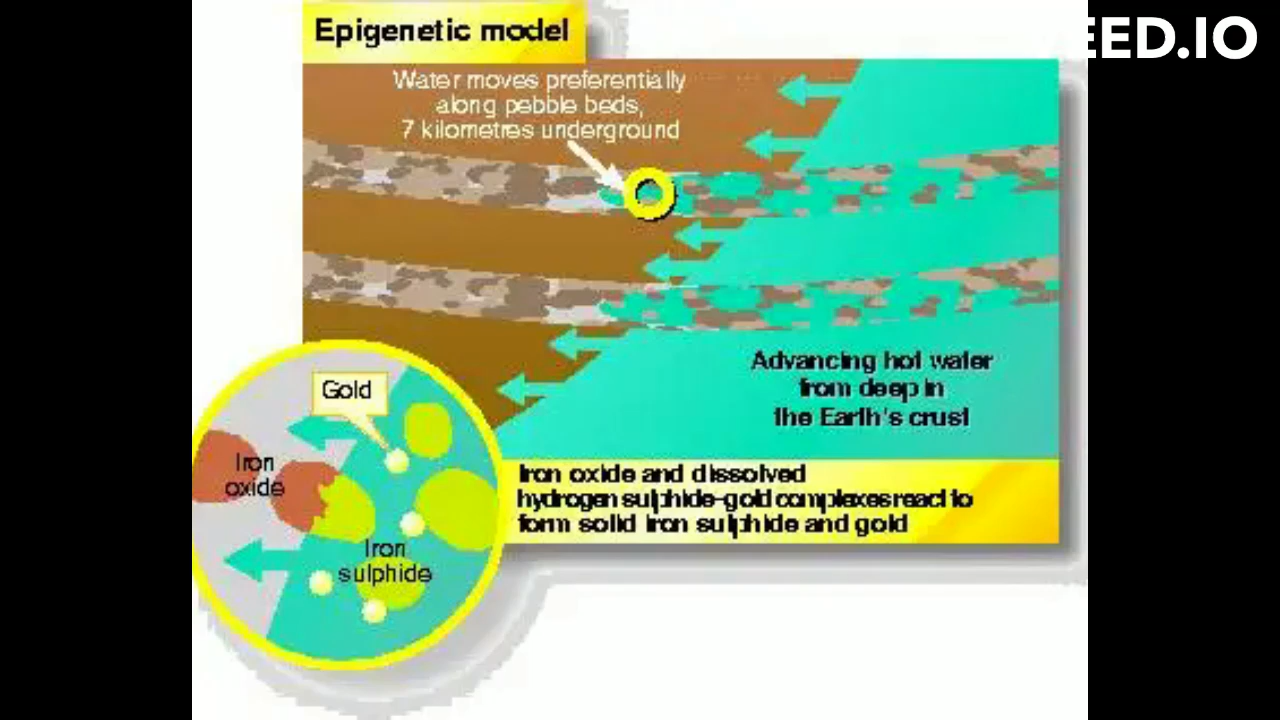 Epigenetic model
EED.IO
Water moves preferentially
along pebble beds,
7 kilometres underground
Advancing hot water
from deep in
the Earth's crust
Gold
Iron
oxide
Iron
sulphide
Iron oxide and dissolved
hydrogen sulphide-gold complexes react to
form solid iron sulphide and gold